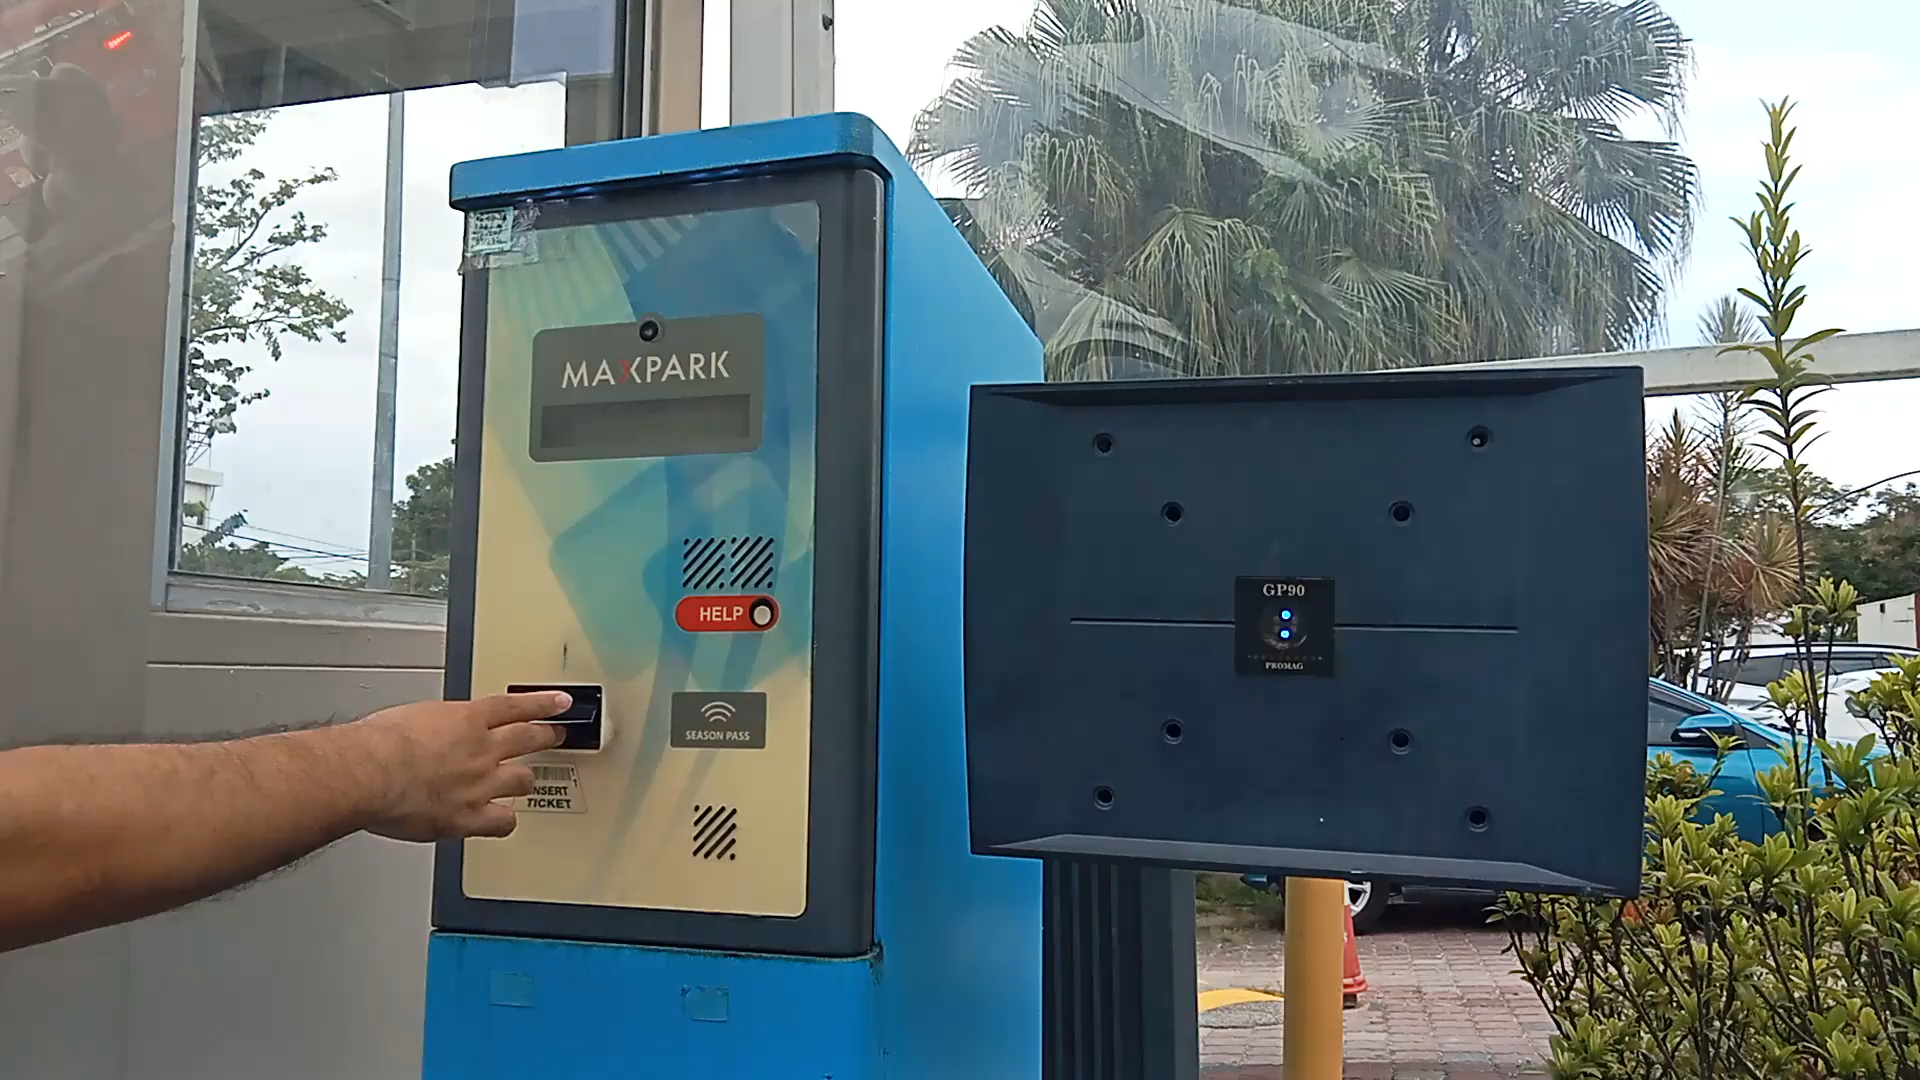 MAXPARK
HELP
SEASON PASS
INSERT
TICKET
GP90
PROMAG